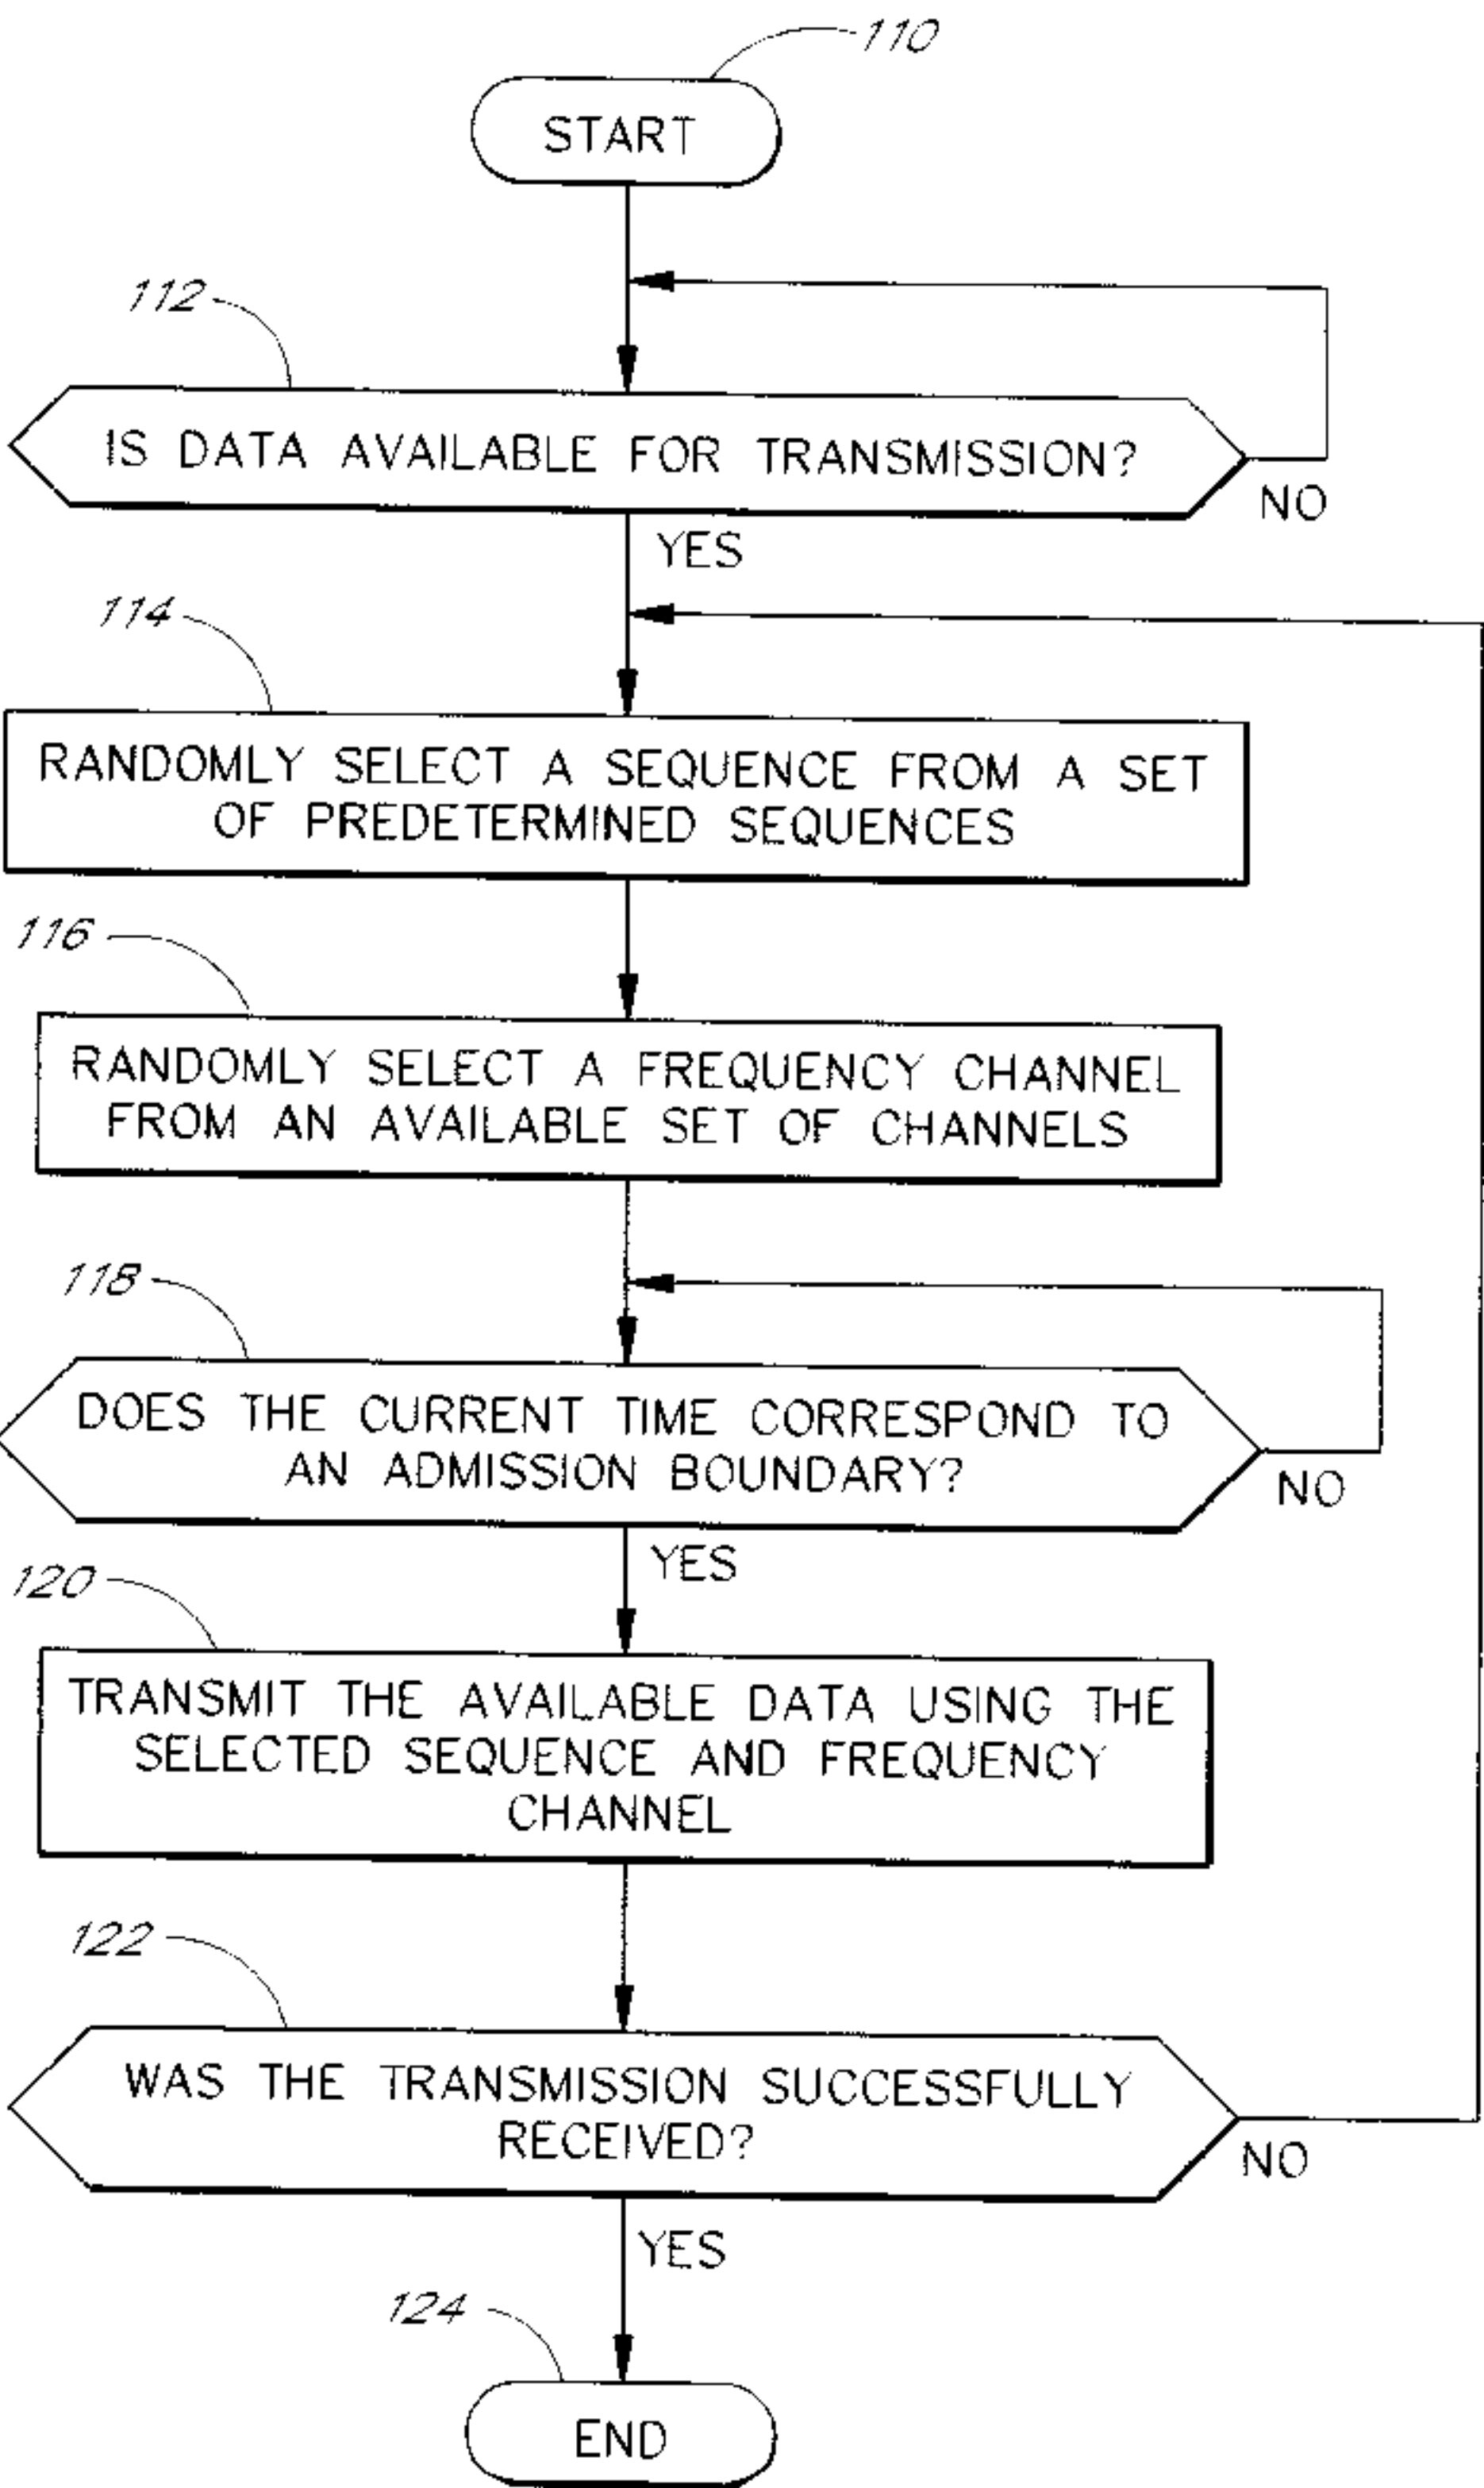 110
START
112
IS DATA AVAILABLE FOR TRANSMISSION?
NO
YES
114
RANDOMLY SELECT A SEQUENCE FROM A SET
OF PREDETERMINED SEQUENCES
116
RANDOMLY SELECT A FREQUENCY CHANNEL
FROM AN AVAILABLE SET OF CHANNELS
118
DOES THE CURRENT TIME CORRESPOND TO
AN ADMISSION BOUNDARY?
NO
YES
120
TRANSMIT THE AVAILABLE DATA USING THE
SELECTED SEQUENCE AND FREQUENCY
CHANNEL
122
WAS THE TRANSMISSION SUCCESSFULLY
RECEIVED?
NO
YES
124
END